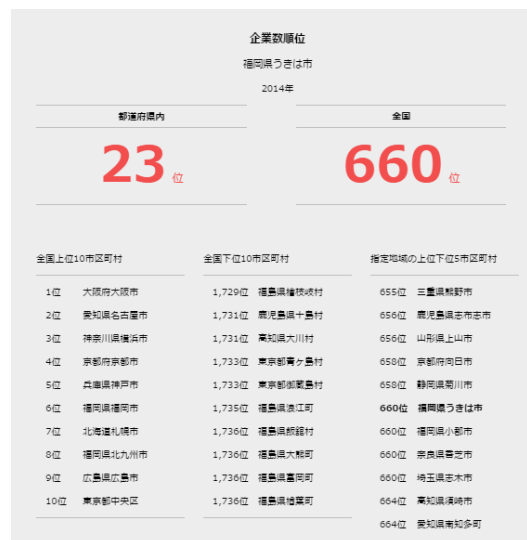 企業数順位
福岡県うきは市
2014年
都道府県内
23 位
全国
660 位
全国上位10市区町村
1位 大阪府大阪市
2位 愛知県名古屋市
3位 神奈川県横浜市
4位 京都府京都市
5位 兵庫県神戸市
6位 福岡県福岡市
7位 北海道札幌市
8位 福岡県北九州市
9位 広島県広島市
10位 東京都中央区
全国下位10市区町村
1,729位 福島県檜枝岐村
1,731位 鹿児島県十島村
1,731位 高知県大川村
1,733位 東京都青ヶ島村
1,733位 東京都御蔵島村
1,735位 福島県浪江町
1,736位 福島県飯舘村
1,736位 福島県大熊町
1,736位 福島県富岡町
1,736位 福島県楢葉町
指定地域の上位下位5市区町村
655位 三重県熊野市
656位 鹿児島県志布志市
656位 山形県上山市
658位 京都府向日市
658位 静岡県菊川市
660位 福岡県うきは市
660位 福岡県小郡市
660位 奈良県香芝市
660位 埼玉県志木市
664位 高知県須崎市
664位 愛知県南知多町